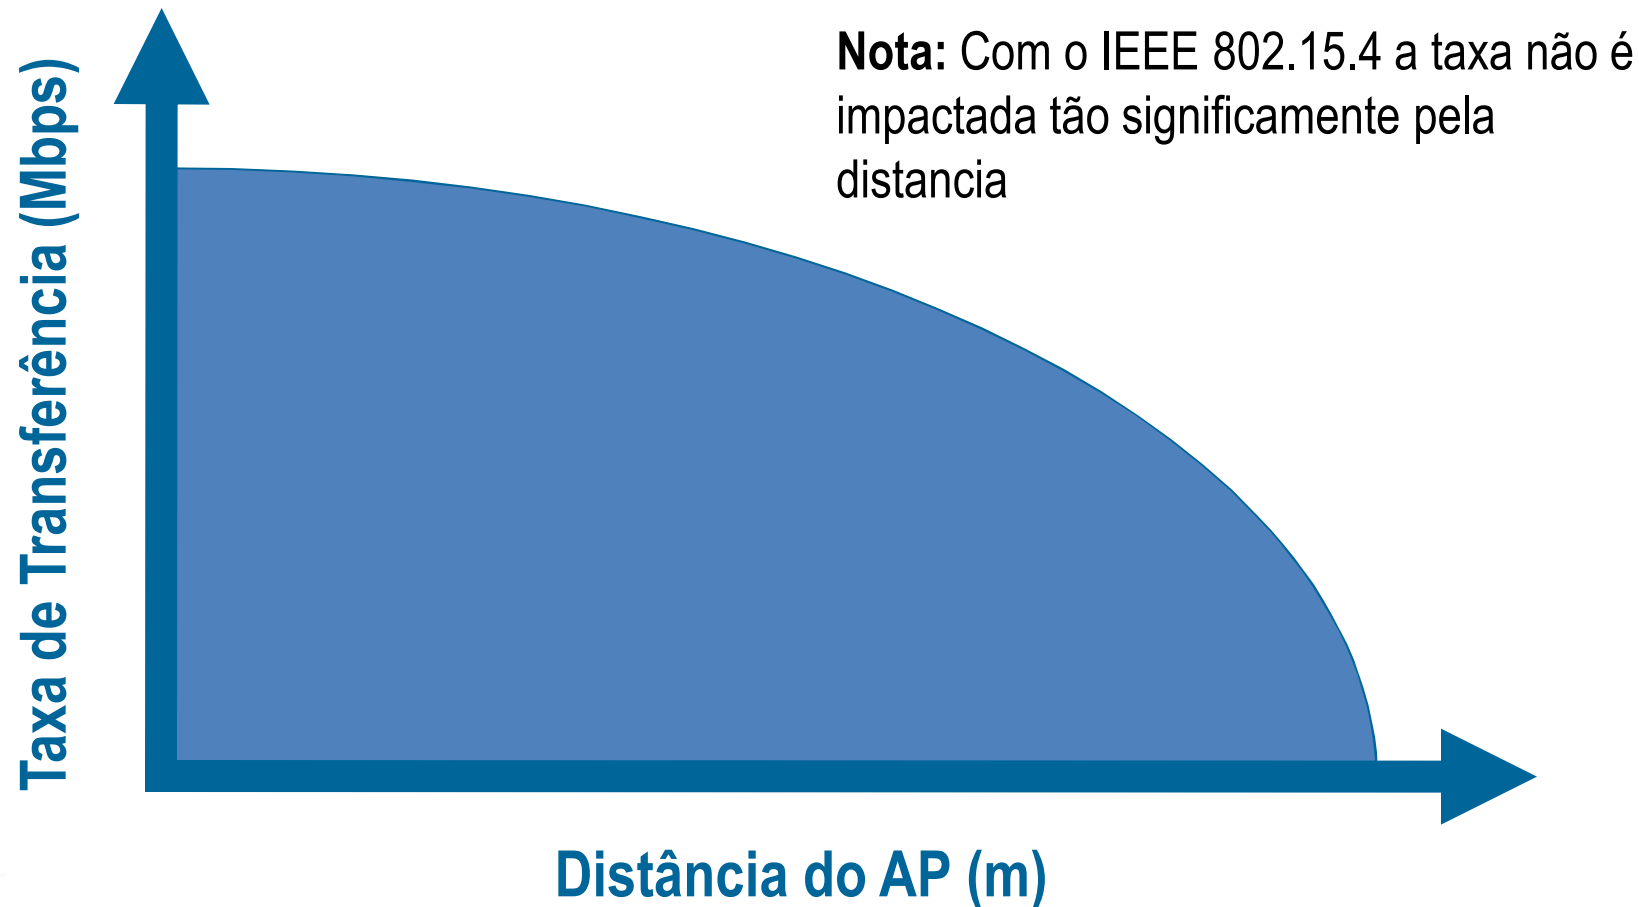 Nota: Com o IEEE 802.15.4 a taxa não é
impactada tão significamente pela
distancia
Taxa de Transferência (Mbps)
Distância do AP (m)